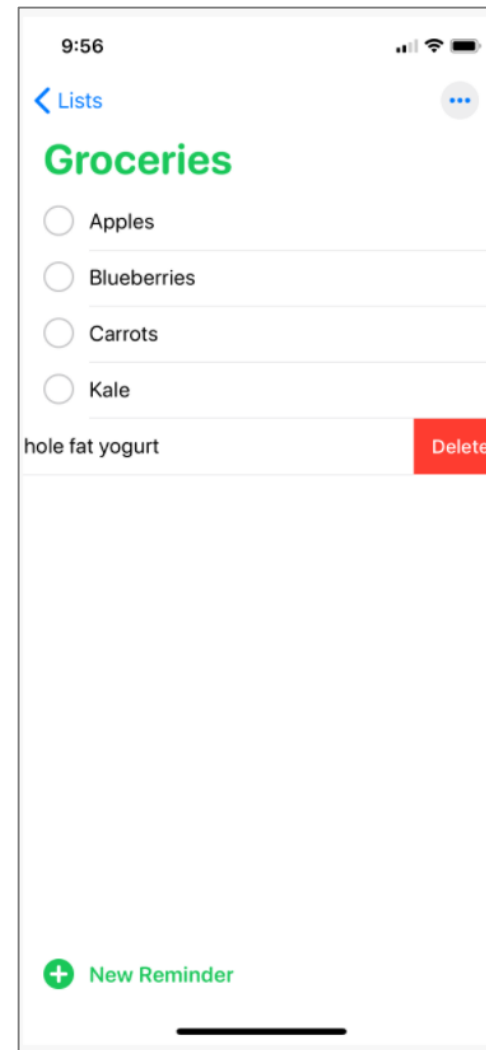 9:56
Lists
Groceries
Apples
Blueberries
Carrots
Kale
hole fat yogurt
Delete
New Reminder